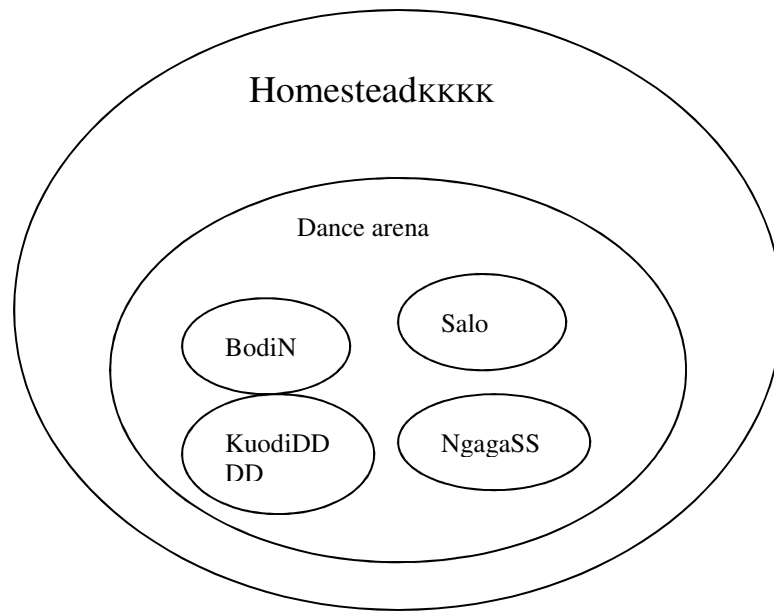 HomesteadKKKK
Dance arena
Salo
BodiN
KuodiDD
DD
NgagaSS